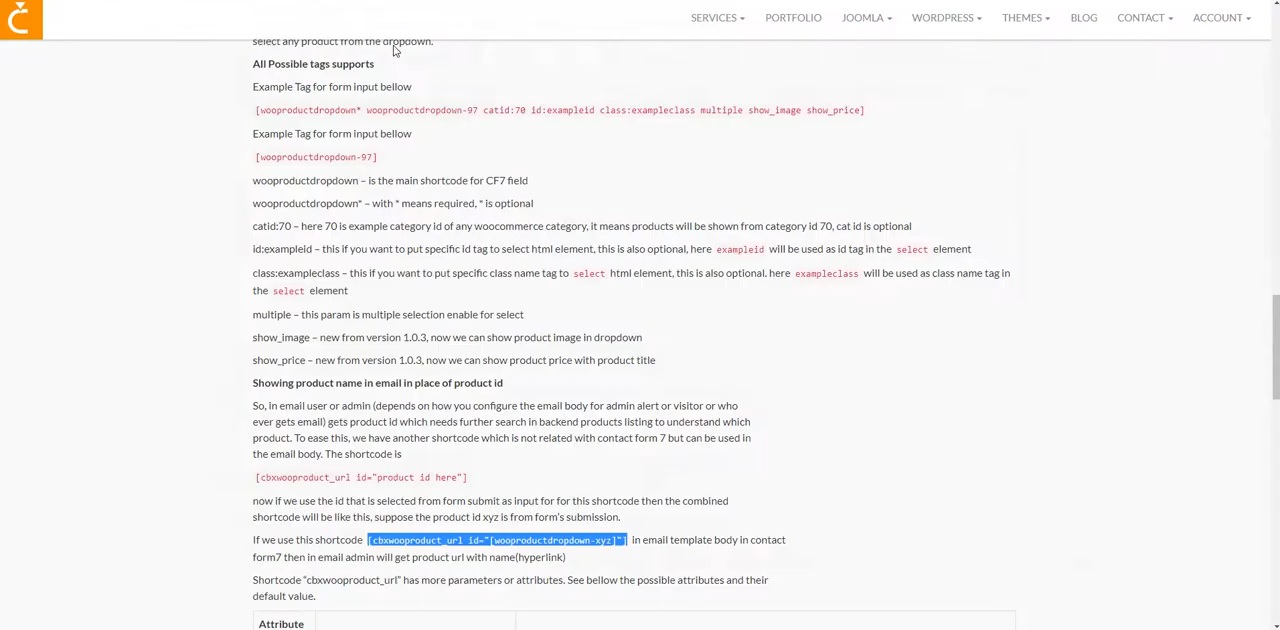 SERVICES PORTFOLIO JOOMLA WORDPRESS THEMES BLOG CONTACT ACCOUNT
select any product from the dropdown.
All Possible tags supports
Example Tag for form input bellow
[wooproductdropdown* wooproductdropdown-97 catid:70 id:exampleid class:exampleclass multiple show_image show_price]
Example Tag for form input bellow
[wooproductdropdown-97]
wooproductdropdown – is the main shortcode for CF7 field
wooproductdropdown* – with * means required, * is optional
catid:70 – here 70 is example category id of any woocommerce category, it means products will be shown from category id 70, cat id is optional
id:exampleid – this if you want to put specific id tag to select html element, this is also optional, here exampleid will be used as id tag in the select element
class:exampleclass – this if you want to put specific class name tag to select html element, this is also optional. here exampleclass will be used as class name tag in
the select element
multiple – this param is multiple selection enable for select
show_image – new from version 1.0.3, now we can show product image in dropdown
show_price – new from version 1.0.3, now we can show product price with product title
Showing product name in email in place of product id
So, in email user or admin (depends on how you configure the email body for admin alert or visitor or who
ever gets email) gets product id which needs further search in backend products listing to understand which
product. To ease this, we have another shortcode which is not related with contact form 7 but can be used in
the email body. The shortcode is
[cbxwooproduct_url id="product id here"]
now if we use the id that is selected from form submit as input for for this shortcode then the combined
shortcode will be like this, suppose the product id xyz is from form's submission.
If we use this shortcode [cbxwooproduct_url id="[wooproductdropdown-xyz]"] in email template body in contact
form7 then in email admin will get product url with name(hyperlink)
Shortcode “cbxwooproduct_url” has more parameters or attributes. See bellow the possible attributes and their
default value.
Attribute